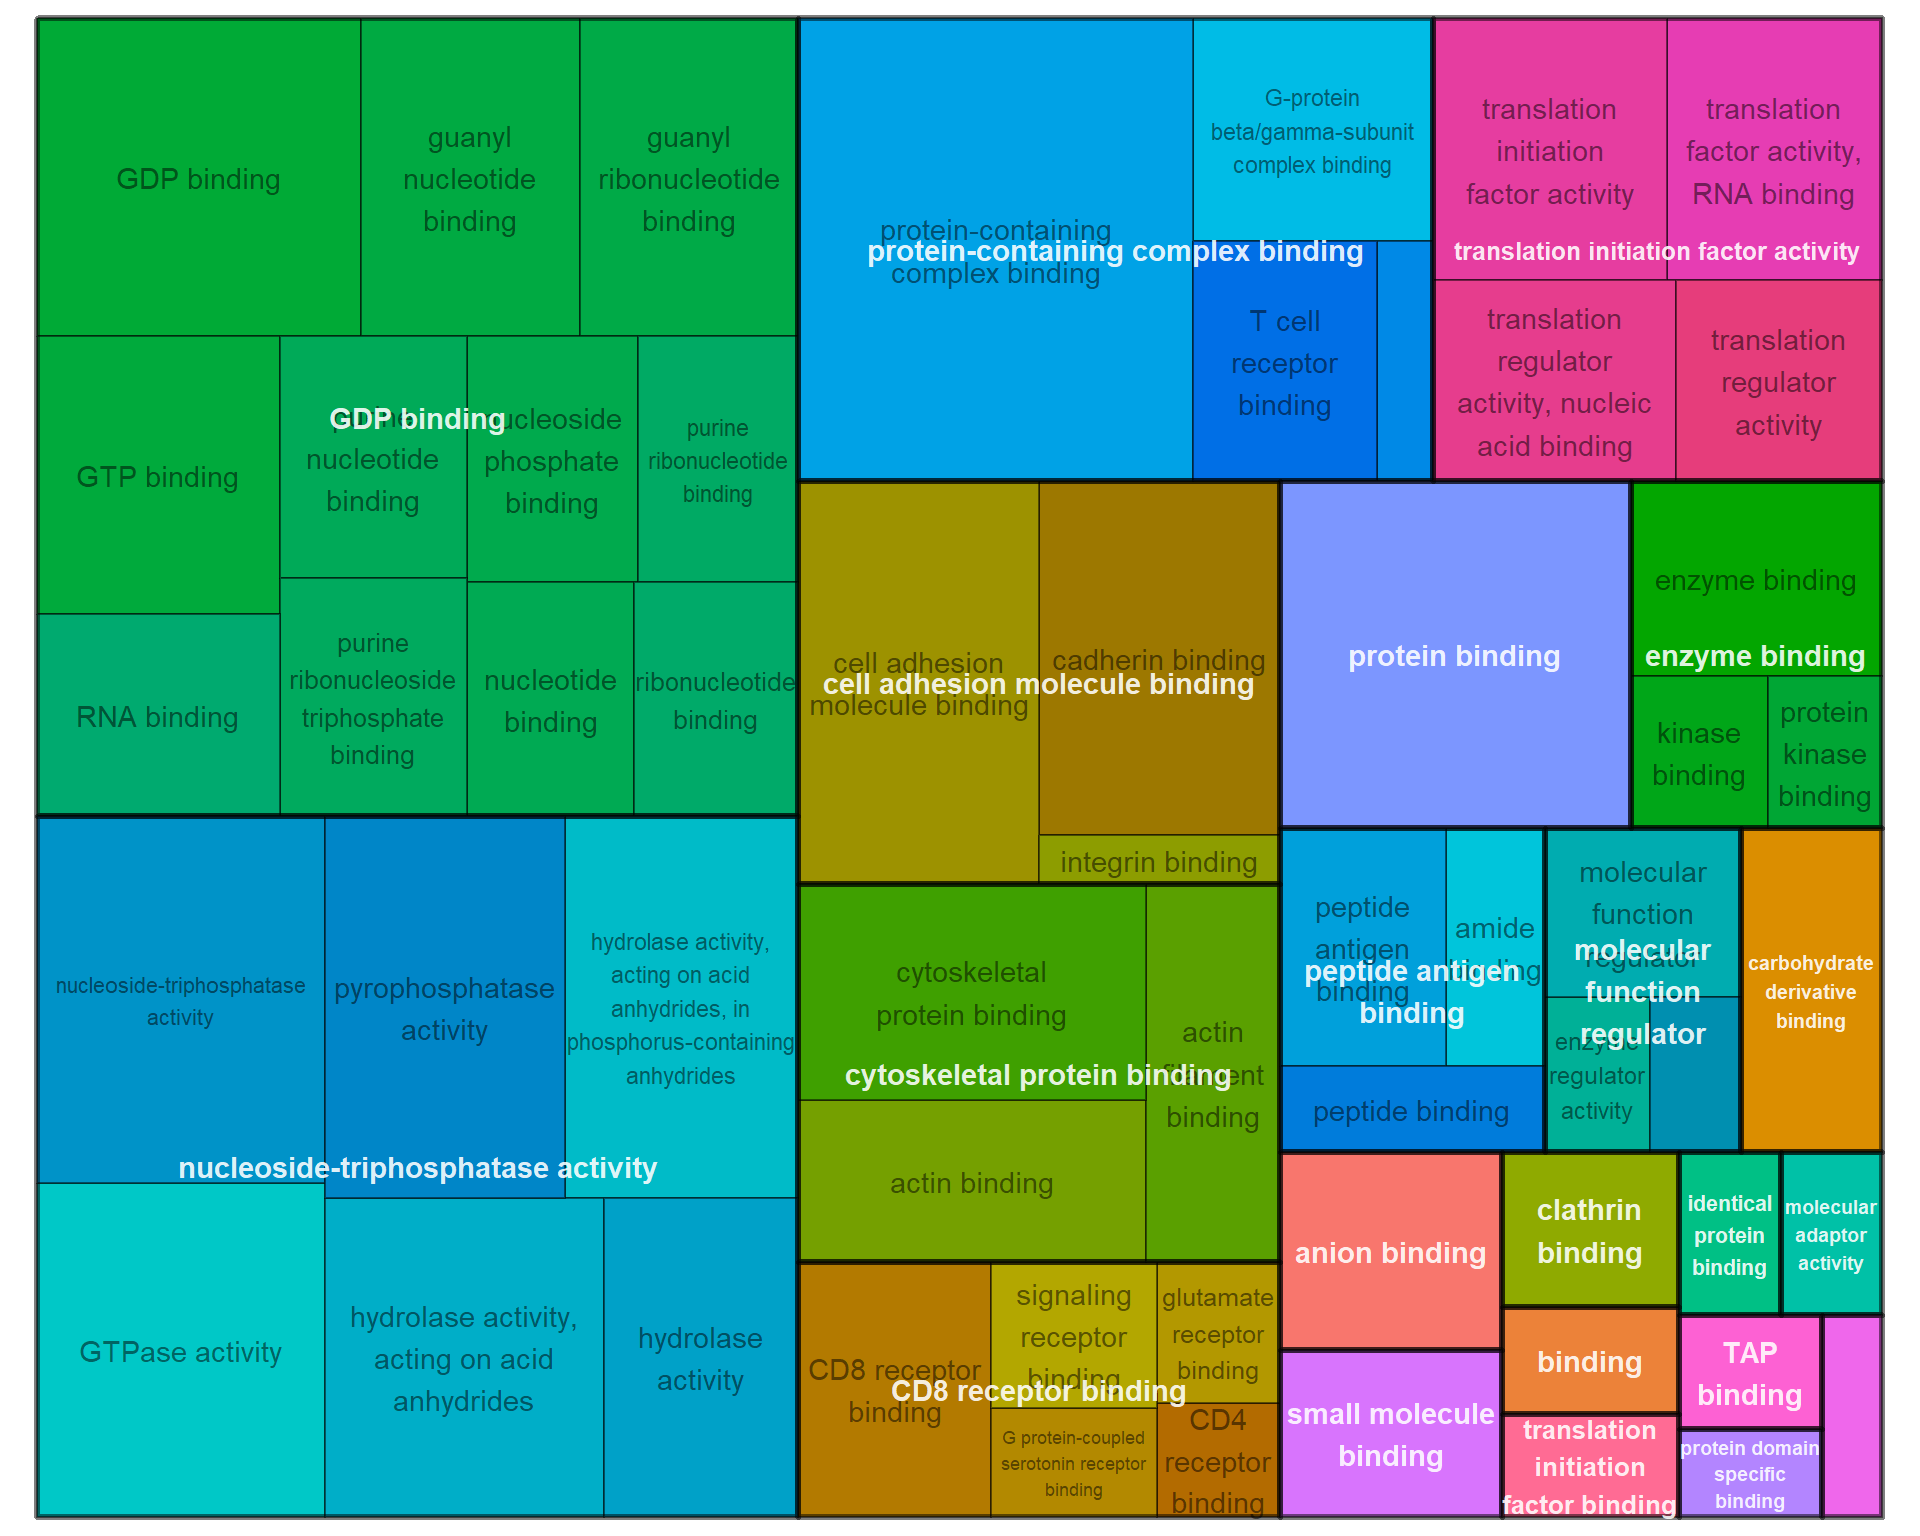 GDP binding
guanyl
nucleotide
binding
guanyl
ribonucleotide
binding
GTP binding
purine
nucleotide
binding
nucleoside
phosphate
binding
purine
ribonucleotide
binding
GDP binding
RNA binding
purine
ribonucleoside
triphosphate
binding
nucleotide
binding
ribonucleotide
binding
nucleoside-triphosphatase
activity
pyrophosphatase
activity
hydrolase activity,
acting on acid
anhydrides, in
phosphorus-containing
anhydrides
nucleoside-triphosphatase activity
GTPase activity
hydrolase activity,
acting on acid
anhydrides
hydrolase
activity
protein-containing
complex binding
protein-containing complex binding
G-protein
beta/gamma-subunit
complex binding
T cell
receptor
binding
translation
initiation
factor activity
translation
factor activity,
RNA binding
translation initiation factor activity
translation
regulator
activity, nucleic
acid binding
translation
regulator
activity
cell adhesion
molecule binding
cadherin binding
cell adhesion molecule binding
integrin binding
protein binding
enzyme binding
enzyme binding
kinase
binding
protein
kinase
binding
cytoskeletal
protein binding
actin
filament
binding
cytoskeletal protein binding
actin binding
peptide
antigen
binding
amide
binding
peptide antigen
binding
peptide binding
molecular
function
regulator
molecular
function
regulator
enzyme
regulator
activity
carbohydrate
derivative
binding
CD8 receptor
binding
signaling
receptor
binding
glutamate
receptor
binding
CD8 receptor binding
G protein-coupled
serotonin receptor
binding
CD4
receptor
binding
anion binding
clathrin
binding
identical
protein
binding
molecular
adaptor
activity
small molecule
binding
binding
translation
initiation
factor binding
TAP
binding
protein domain
specific
binding